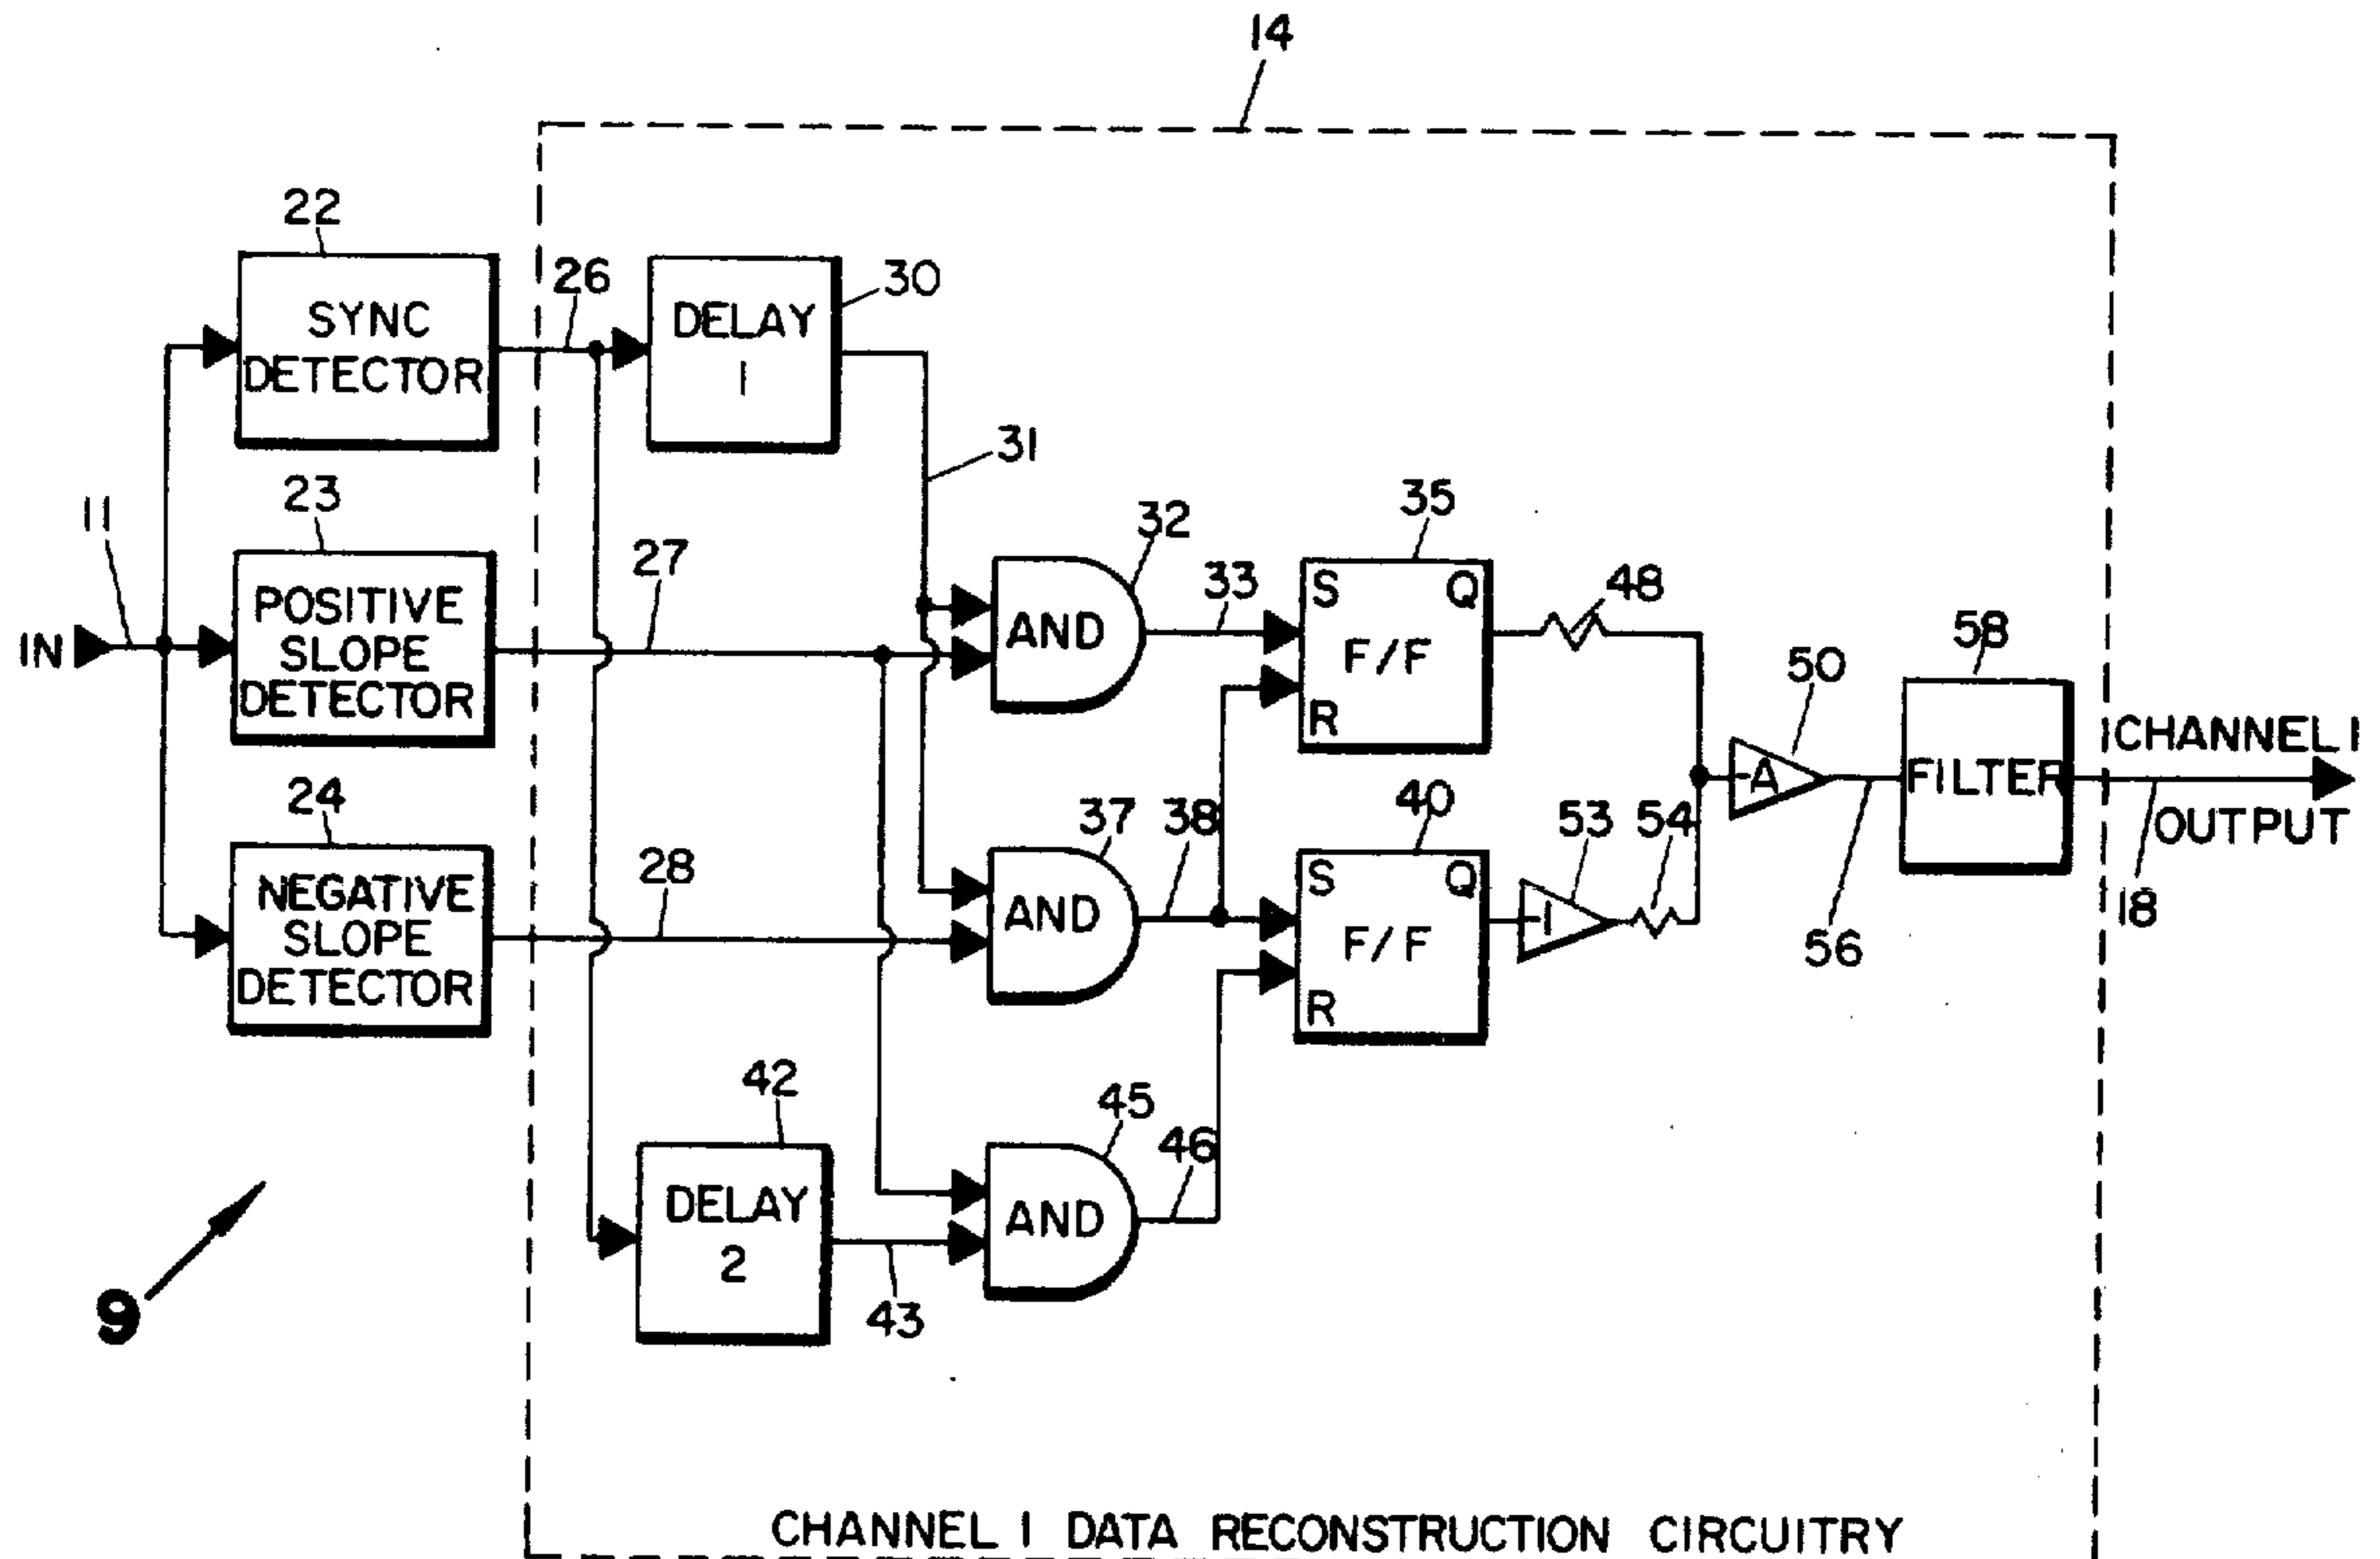 14
22
SYNC
DETECTOR
26
DELAY
1
30
31
11
IN
23
POSITIVE
SLOPE
DETECTOR
27
32
AND
33
35
S Q
F/F
R
48
50
-A
58
FILTER
CHANNEL 1
OUTPUT
18
56
24
NEGATIVE
SLOPE
DETECTOR
28
37
AND
38
40
S Q
F/F
R
53
-1
54
42
DELAY
2
43
45
AND
46
9
CHANNEL 1 DATA RECONSTRUCTION CIRCUITRY